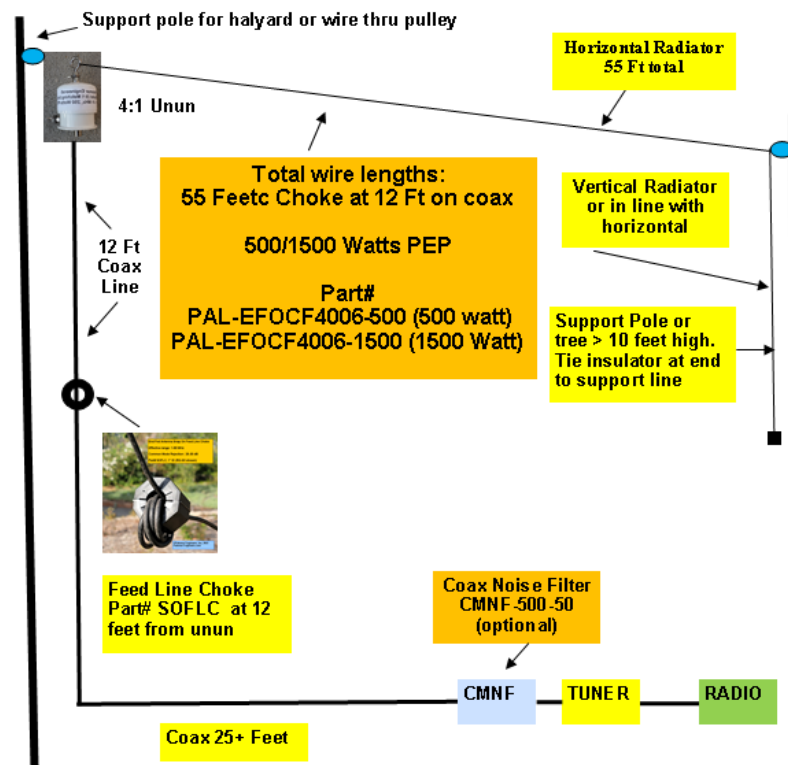 Support pole for halyard or wire thru pulley
Horizontal Radiator
55 Ft total
4:1 Unun
Total wire lengths:
55 Feetc Choke at 12 Ft on coax
500/1500 Watts PEP
Part#
PAL-EFOCF4006-500 (500 watt)
PAL-EFOCF4006-1500 (1500 Watt)
Vertical Radiator
or in line with
horizontal
12 Ft
Coax
Line
Support Pole or
tree > 10 feet high.
Tie insulator at end
to support line
Feed Line Choke
Part# SOFLC at 12
feet from unun
Coax Noise Filter
CMNF-500-50
(optional)
CMNF
TUNER
RADIO
Coax 25+ Feet